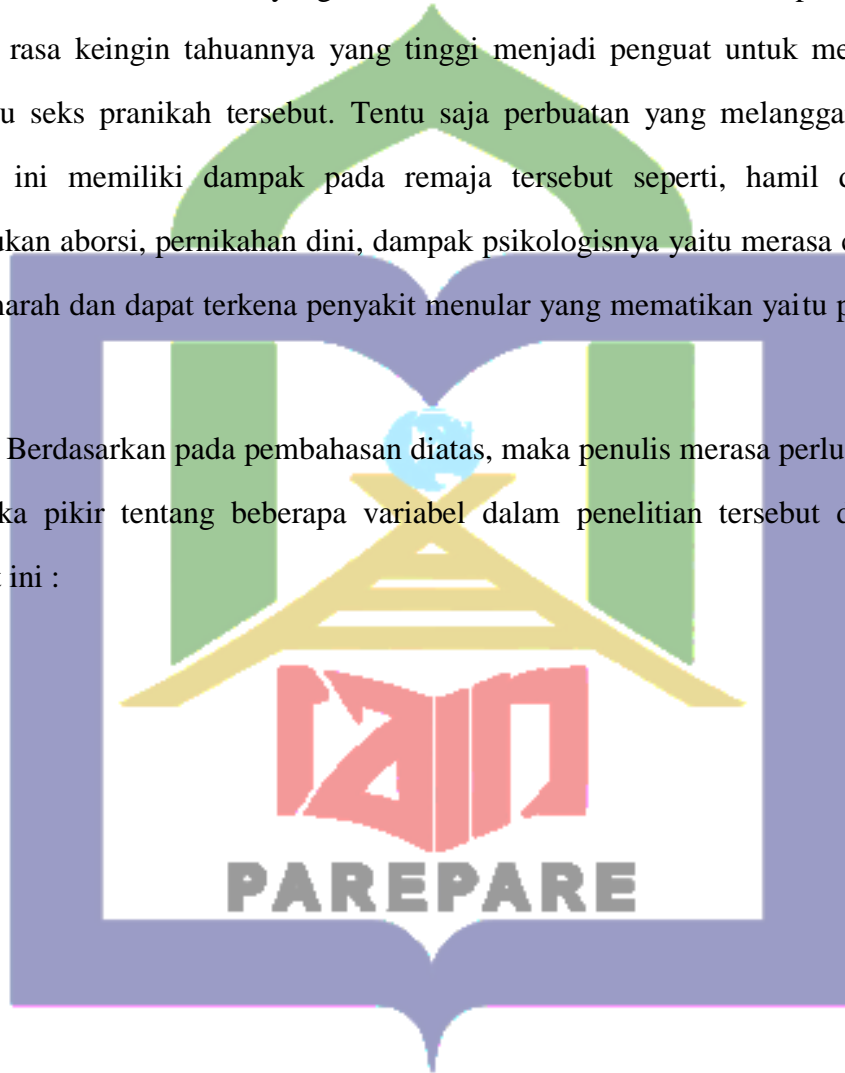 yang
rasa keingin tahuannya yang tinggi menjadi penguat untuk me
u seks pranikah tersebut. Tentu saja perbuatan yang melangga
ini memiliki dampak pada remaja tersebut seperti, hamil d
ukan aborsi, pernikahan dini, dampak psikologisnya yaitu merasa
marah dan dapat terkena penyakit menular yang mematikan yaitu p
Berdasarkan pada pembahasan diatas, maka penulis merasa perlu
ka pikir tentang beberapa variabel dalam penelitian tersebut d
t ini :
iain
PAREPARE